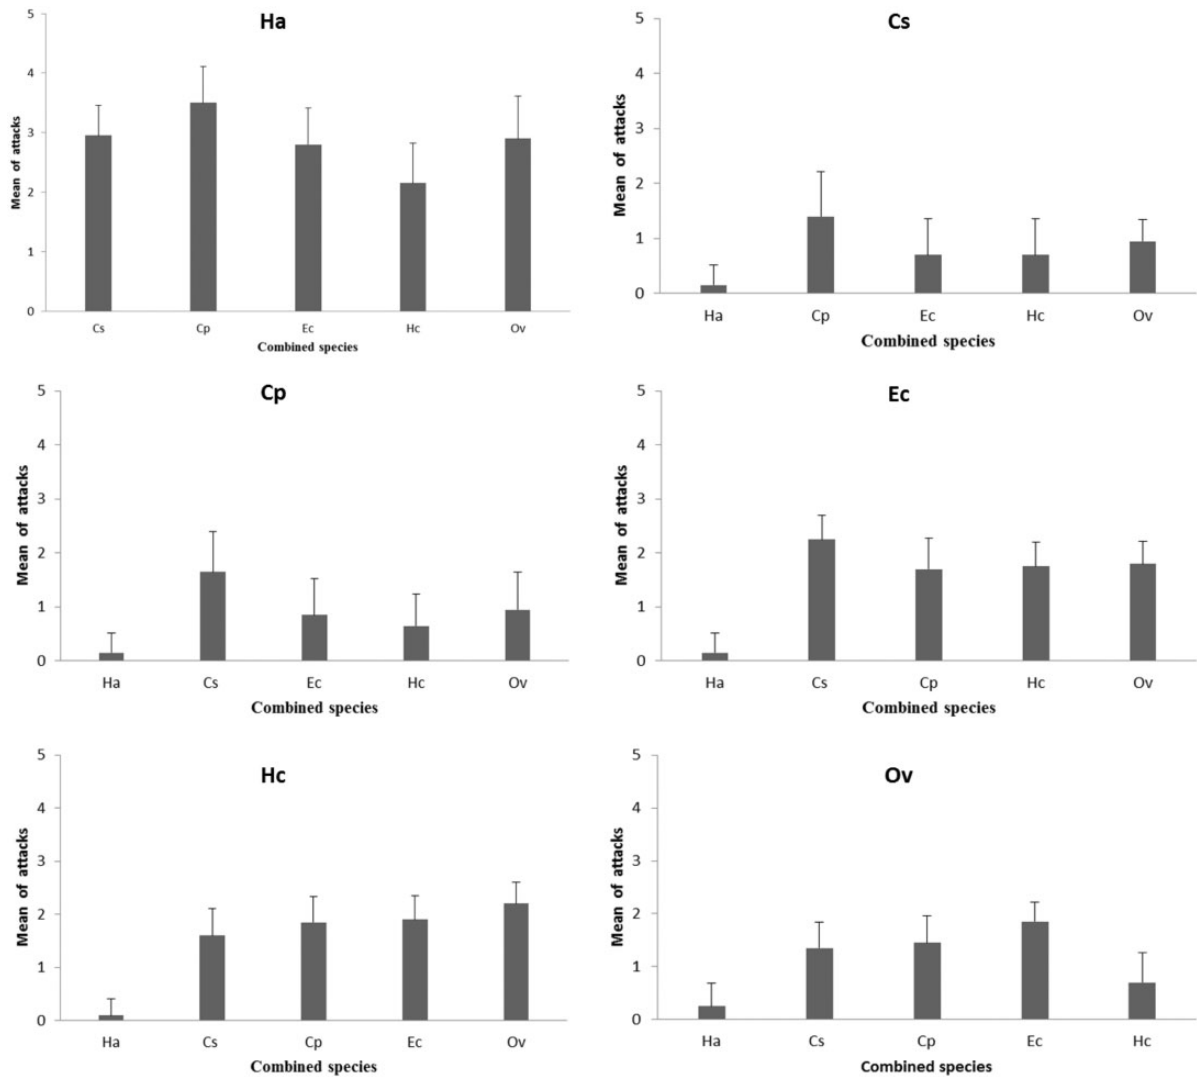 Ha
Mean of attacks
5
4
3
2
1
0
Cs Cp Ec Hc Ov
Combined species
Cs
Mean of attacks
5
4
3
2
1
0
Ha Cp Ec Hc Ov
Combined species
Cp
Mean of attacks
5
4
3
2
1
0
Ha Cs Ec Hc Ov
Combined species
Ec
Mean of attacks
5
4
3
2
1
0
Ha Cs Cp Hc Ov
Combined species
Hc
Mean of attacks
5
4
3
2
1
0
Ha Cs Cp Ec Ov
Combined species
Ov
Mean of attacks
5
4
3
2
1
0
Ha Cs Cp Ec Hc
Combined species